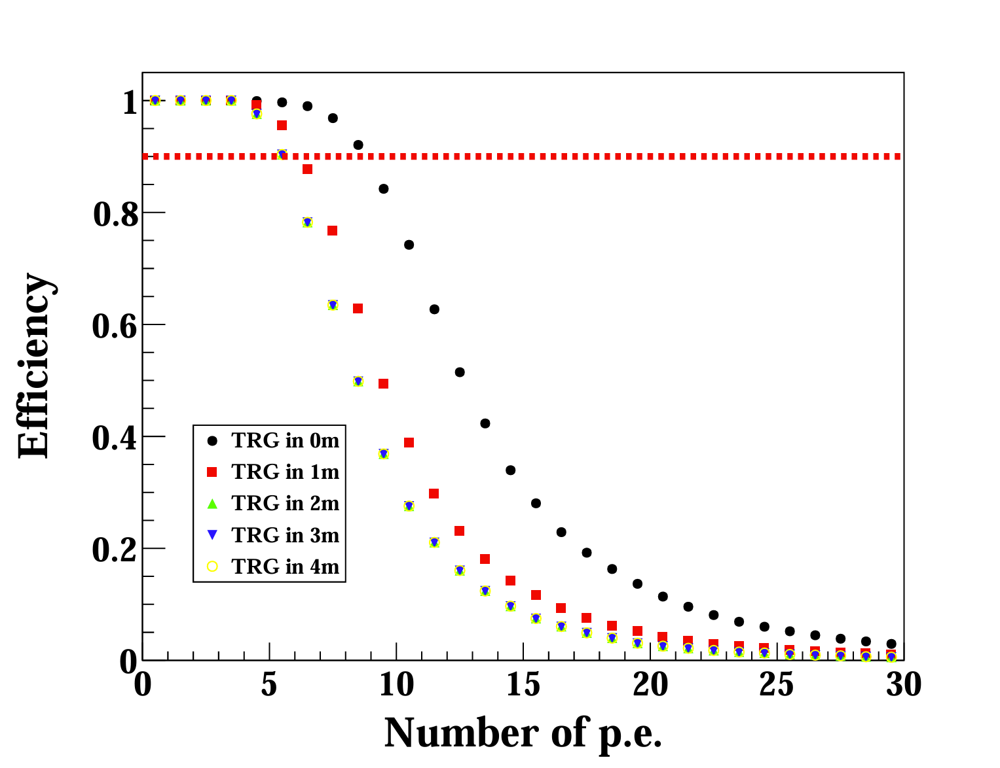 1
0.8
0.6
0.4
0.2
0
Efficiency
TRG in 0m
TRG in 1m
TRG in 2m
TRG in 3m
TRG in 4m
0 5 10 15 20 25 30
Number of p.e.